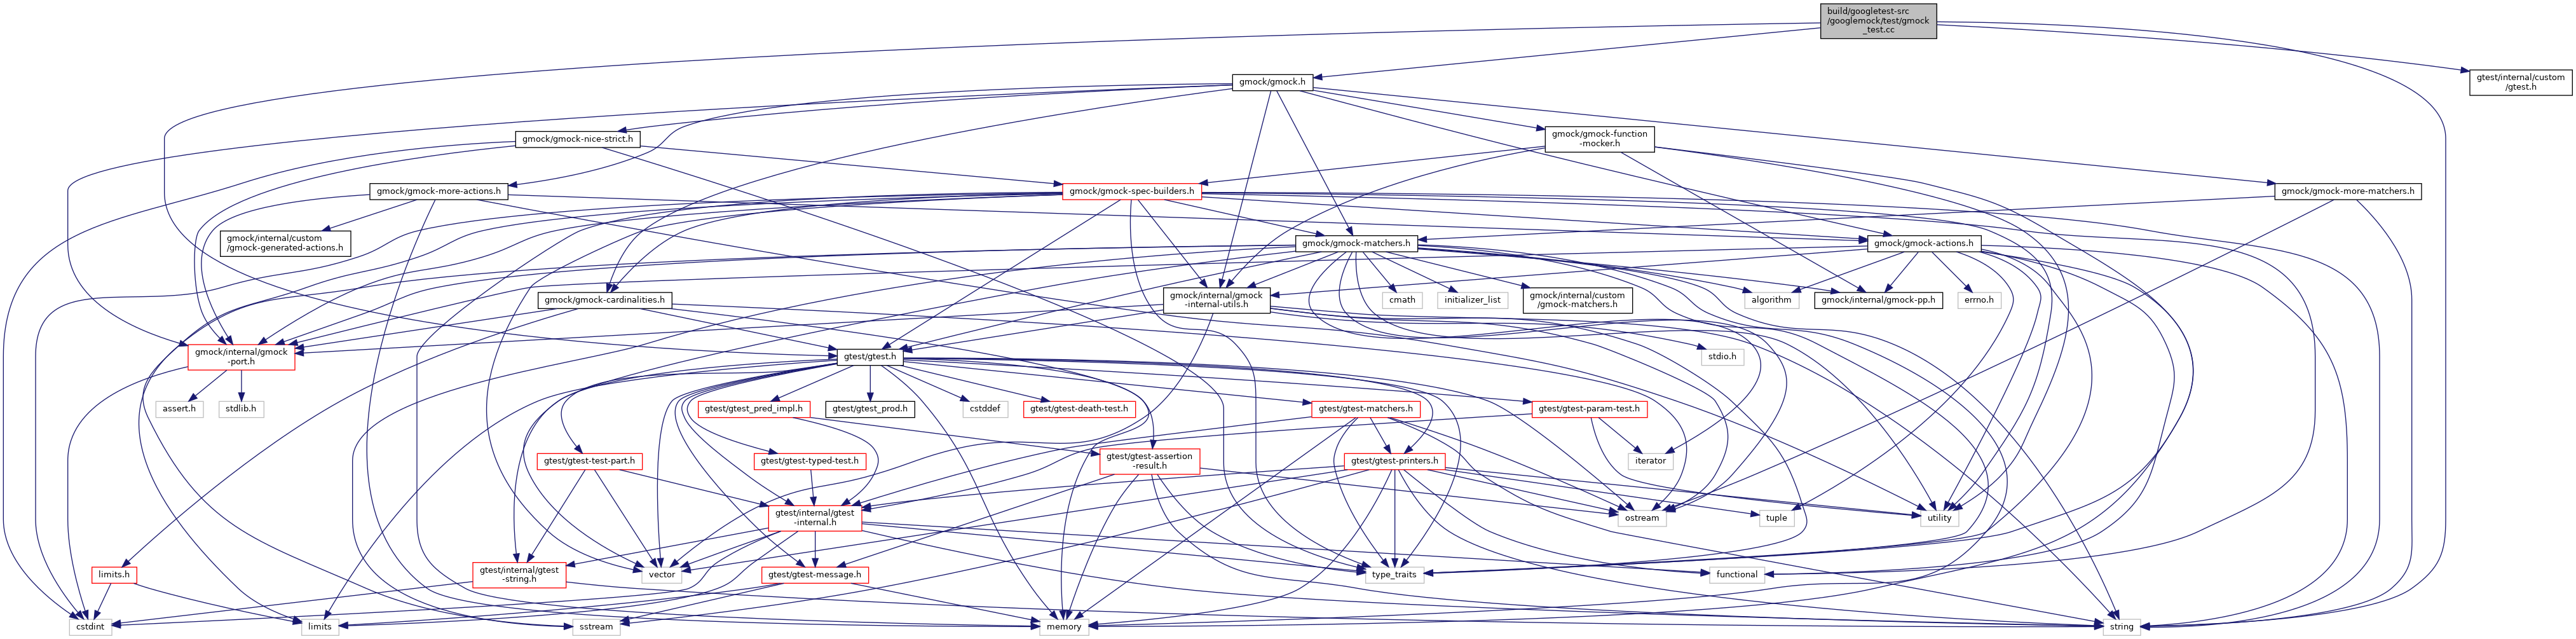 build/googletest-src
/googlemock/test/gmock
_test.cc
gmock/gmock.h
gtest/internal/custom
/gtest.h
gmock/gmock-nice-strict.h
gmock/gmock-function
-mocker.h
gmock/gmock-more-actions.h
gmock/gmock-spec-builders.h
gmock/gmock-more-matchers.h
gmock/internal/custom
/gmock-generated-actions.h
gmock/gmock-matchers.h
gmock/gmock-actions.h
gmock/gmock-cardinalities.h
gmock/internal/gmock
-internal-utils.h
cmath
initializer_list
gmock/internal/custom
/gmock-matchers.h
algorithm
gmock/internal/gmock-pp.h
errno.h
gmock/internal/gmock
-port.h
gtest/gtest.h
stdio.h
assert.h
stdlib.h
gtest/gtest_pred_impl.h
gtest/gtest_prod.h
cstddef
gtest/gtest-death-test.h
gtest/gtest-matchers.h
gtest/gtest-param-test.h
gtest/gtest-test-part.h
gtest/gtest-typed-test.h
gtest/gtest-assertion
-result.h
gtest/gtest-printers.h
iterator
gtest/internal/gtest
-internal.h
ostream
tuple
utility
limits.h
gtest/internal/gtest
-string.h
vector
gtest/gtest-message.h
type_traits
functional
cstdint
limits
sstream
memory
string